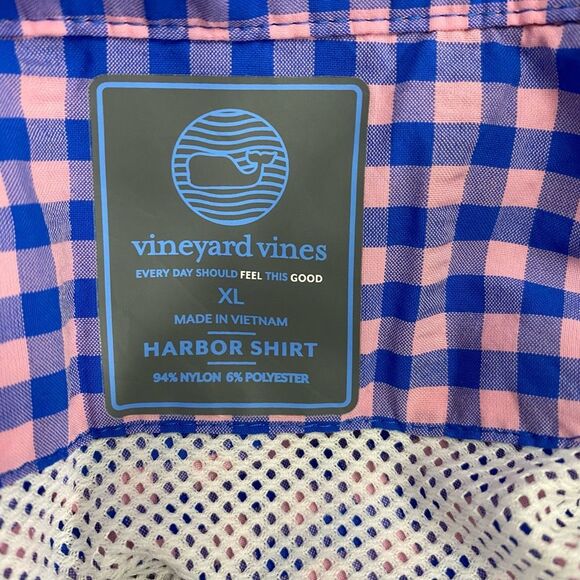 vineyard vines
EVERY DAY SHOULD FEEL THIS GOOD
XL
MADE IN VIETNAM
HARBOR SHIRT
94% NYLON 6% POLYESTER